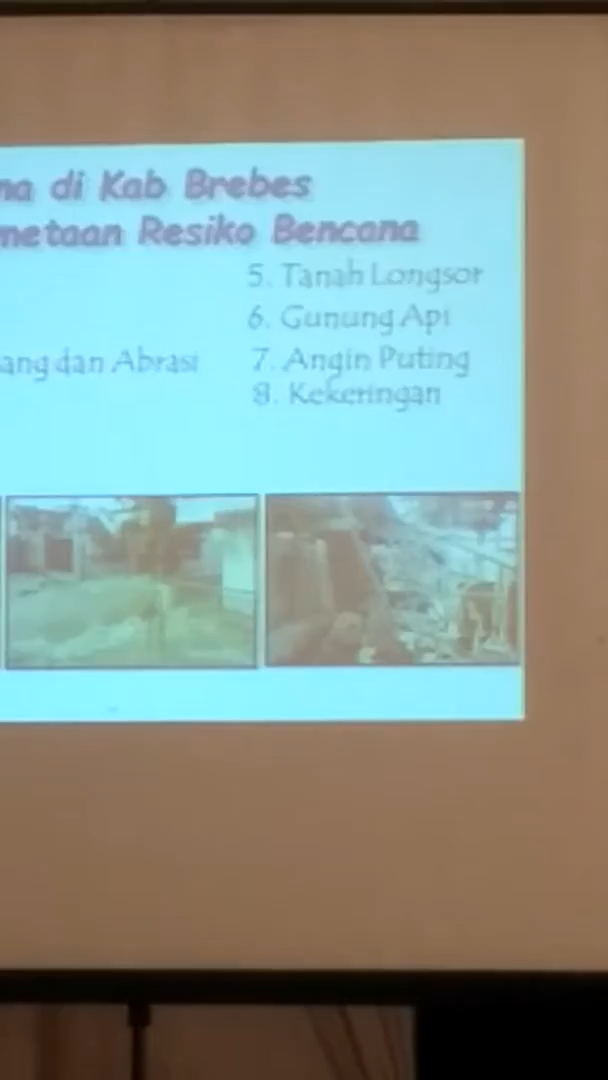 na di Kab Brebes
metaan Resiko Bencana
5. Tanah Longsor
6. Gunung Api
ang dan Abrasi
7. Angin Puting
8. Kekeringan